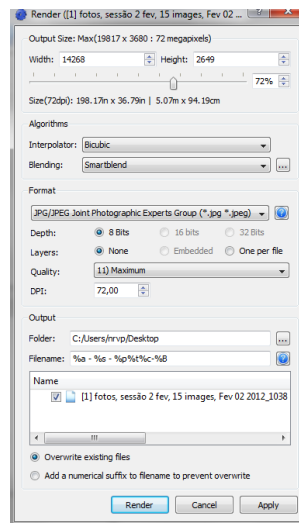 Render ([1] fotos, sessão 2 fev, 15 images, Fev 02 ...
Output Size: Max(19817 x 3680 : 72 megapixels)
Width: 14268 Height: 2649
72%
Size(72dpi): 198.17in x 36.79in | 5.07m x 94.19cm
Algorithms
Interpolator: Bicubic
Blending: Smartblend ...
Format
JPG/JPEG Joint Photographic Experts Group (*.jpg *.jpeg)
Depth: 8 Bits 16 bits 32 Bits
Layers: None Embedded One per file
Quality: 11) Maximum
DPI: 72,00
Output
Folder: C:/Users/nrvp/Desktop ...
Filename: %a - %s - %p%t%c-%B
Name
[1] fotos, sessão 2 fev, 15 images, Fev 02 2012_1038
Overwrite existing files
Add a numerical suffix to filename to prevent overwrite
Render Cancel Apply